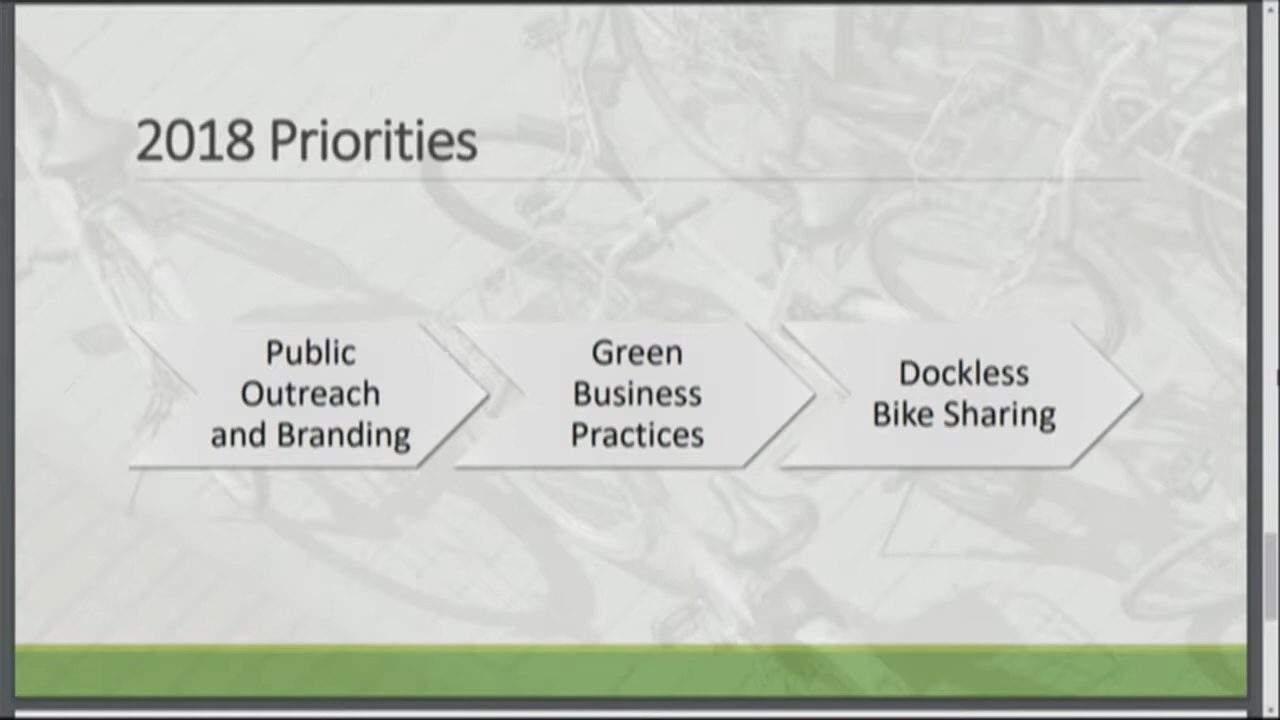 2018 Priorities
Public
Outreach
and Branding
Green
Business
Practices
Dockless
Bike Sharing